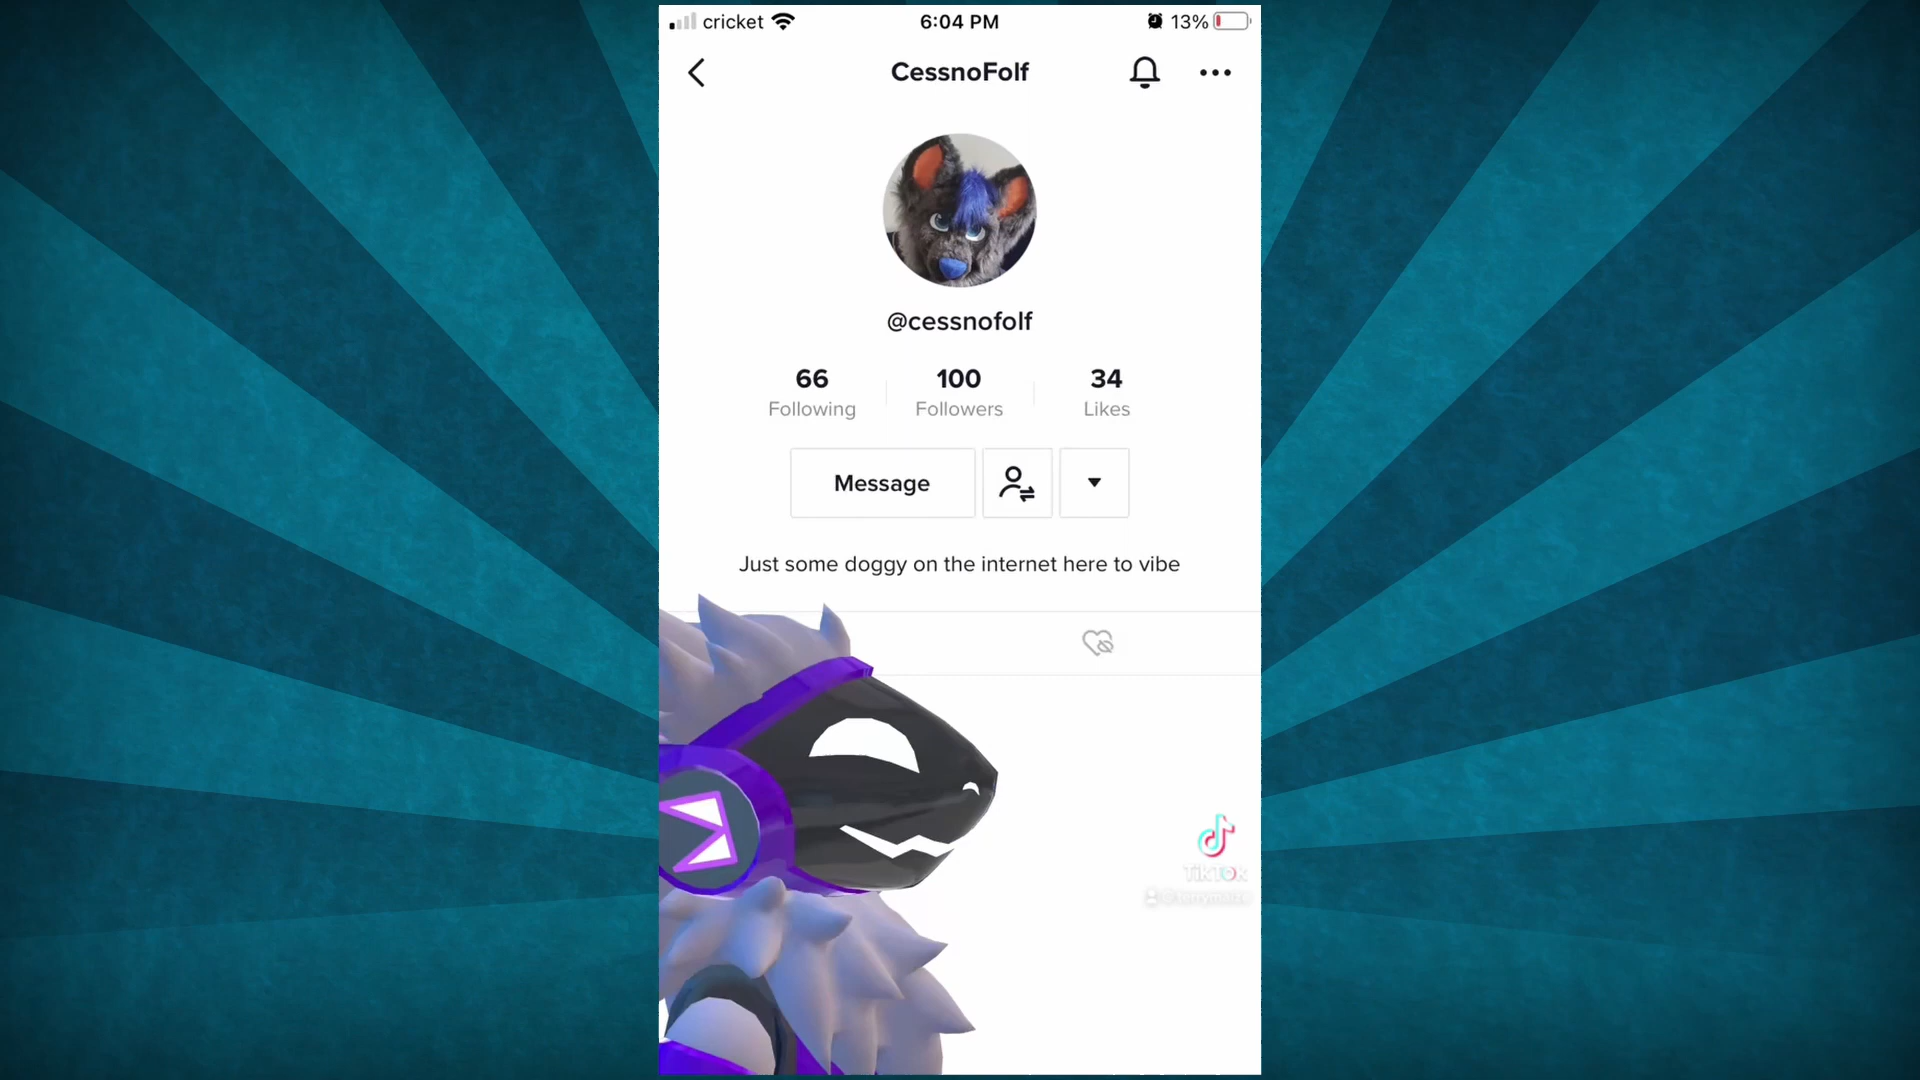 cricket 6:04 PM 13%
CessnoFolf
@cessnofolf
66 100 34
Following Followers Likes
Message
Just some doggy on the internet here to vibe
TikTok